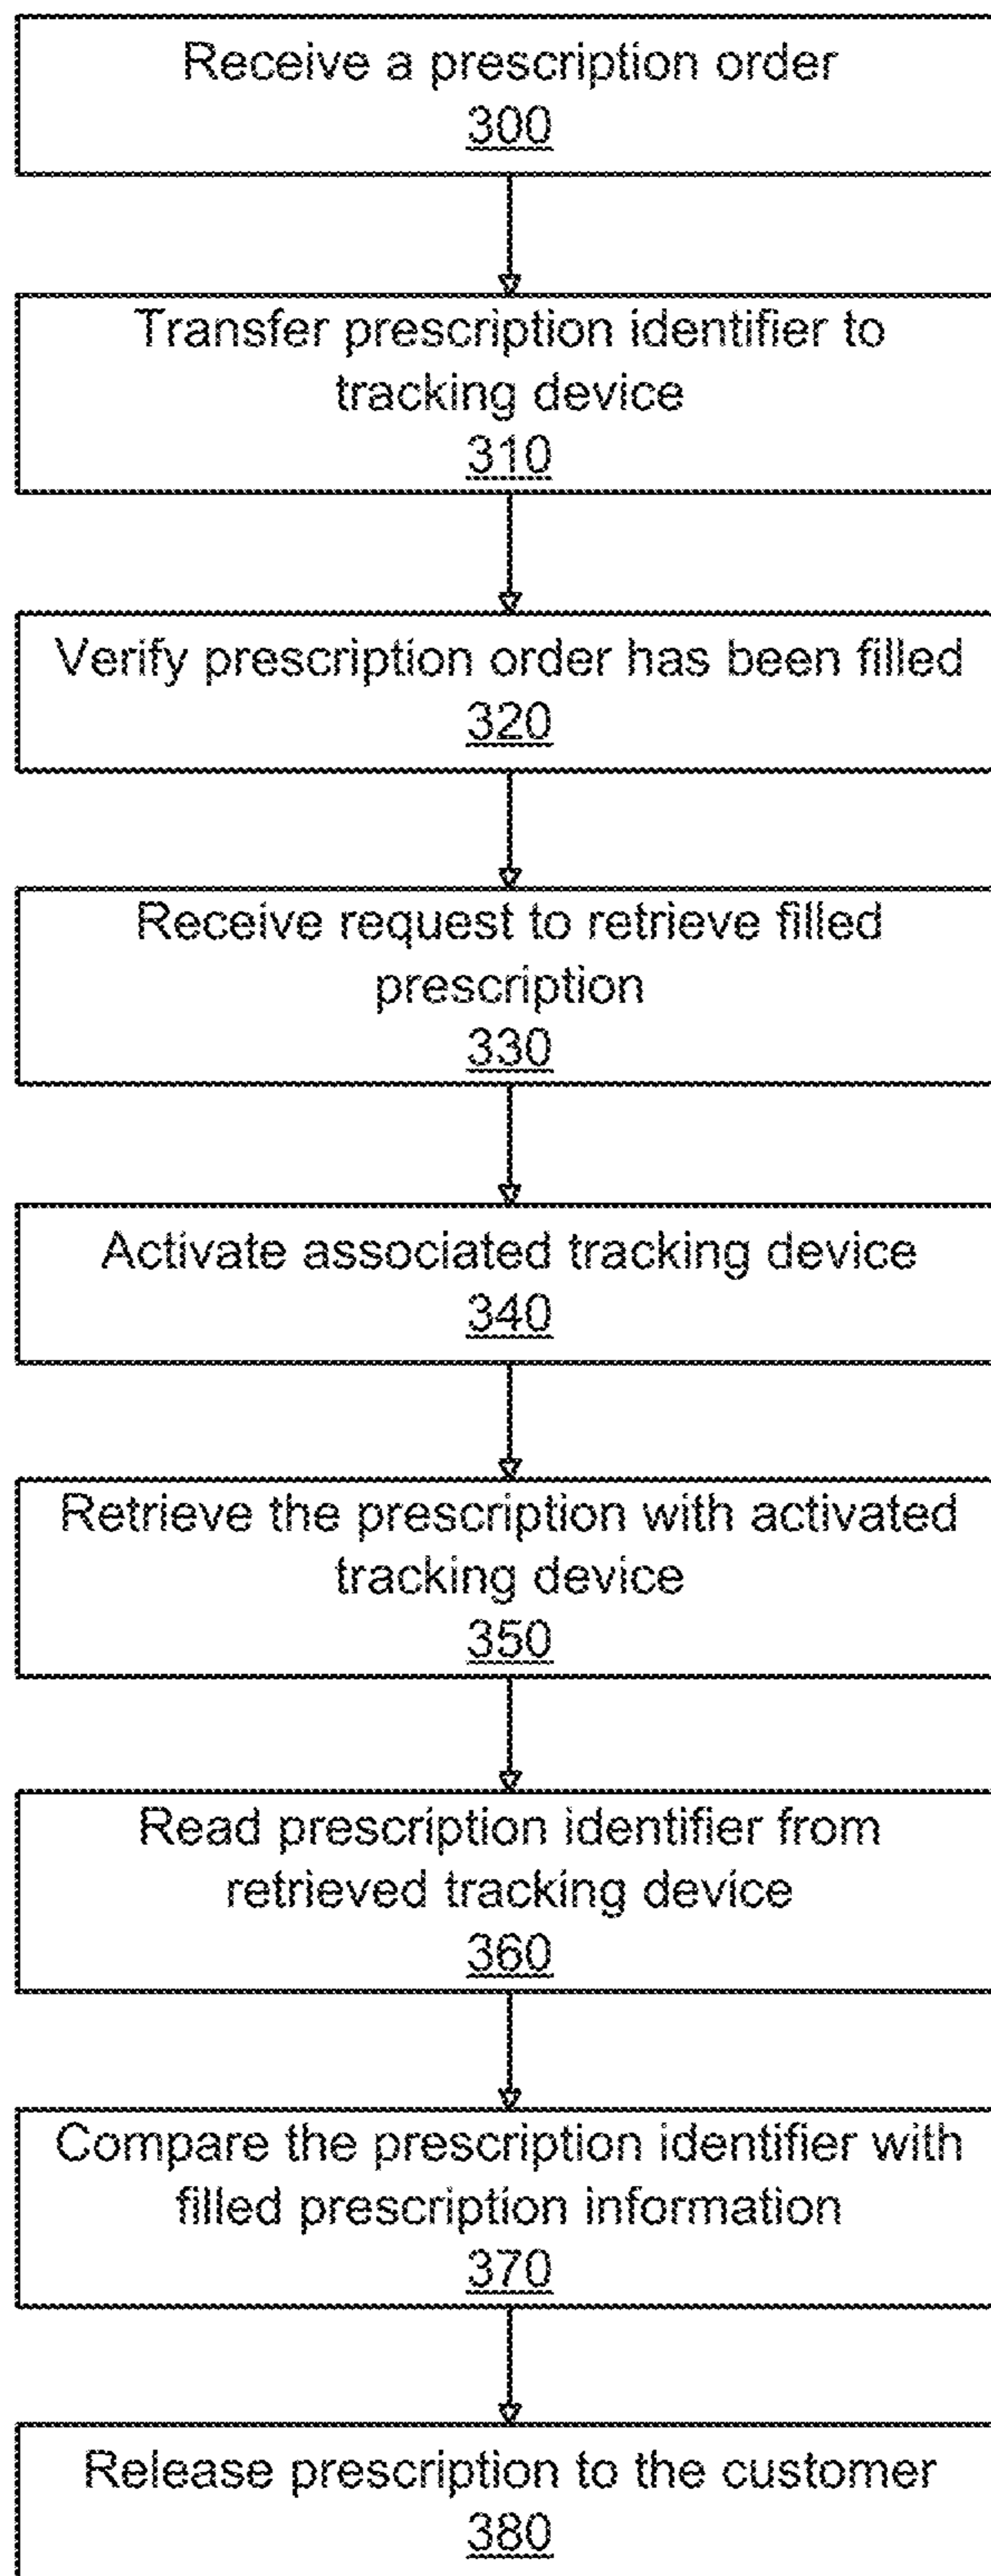 Receive a prescription order
300
Transfer prescription identifier to
tracking device
310
Verify prescription order has been filled
320
Receive request to retrieve filled
prescription
330
Activate associated tracking device
340
Retrieve the prescription with activated
tracking device
350
Read prescription identifier from
retrieved tracking device
360
Compare the prescription identifier with
filled prescription information
370
Release prescription to the customer
380